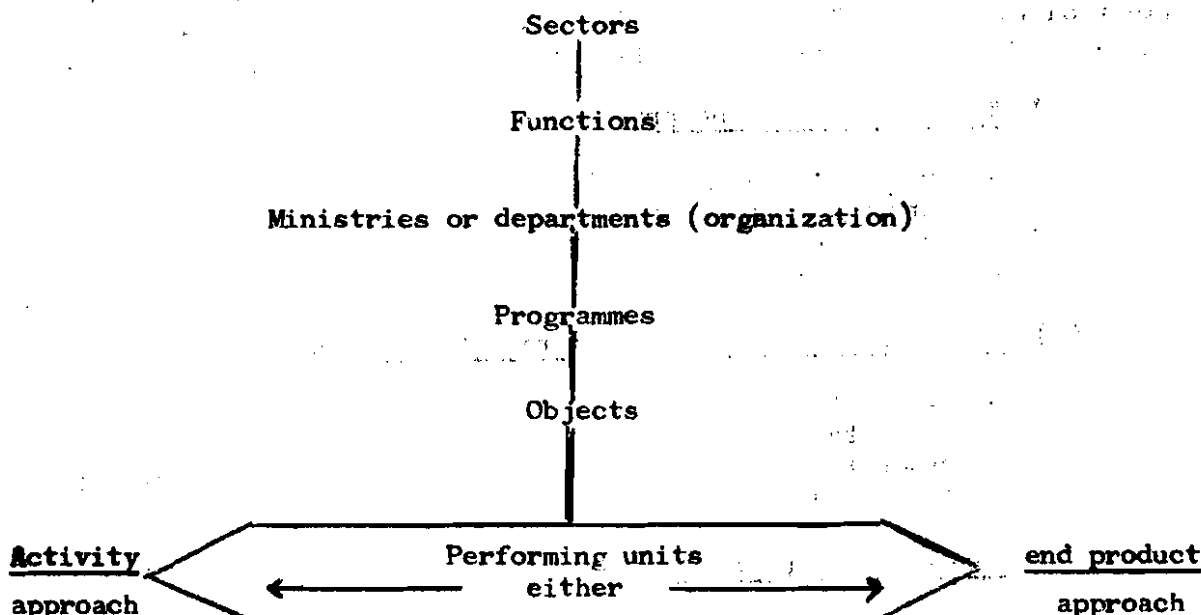 Sectors
Functions
Ministries or departments (organization)
Programmes
Objects
Activity Performing units end product
either
approach approach